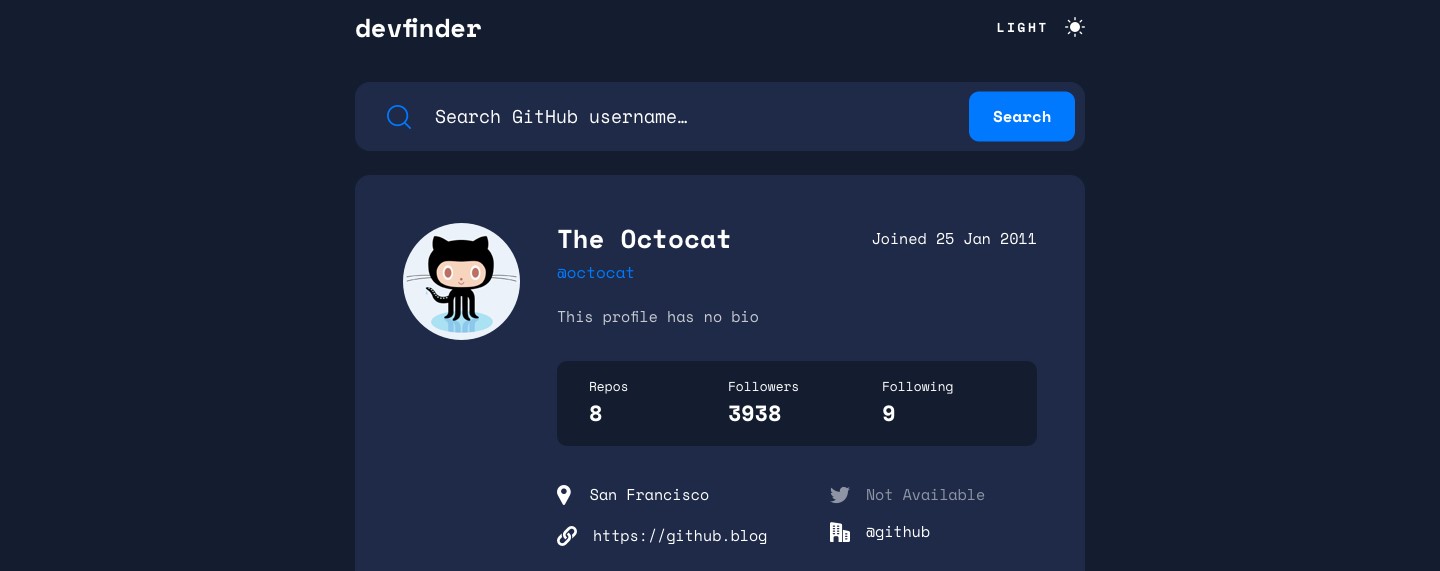 devfinder
LIGHT
Search GitHub username…
Search
The Octocat
Joined 25 Jan 2011
@octocat
This profile has no bio
Repos
Followers
Following
8
3938
9
San Francisco
Not Available
https://github.blog
@github